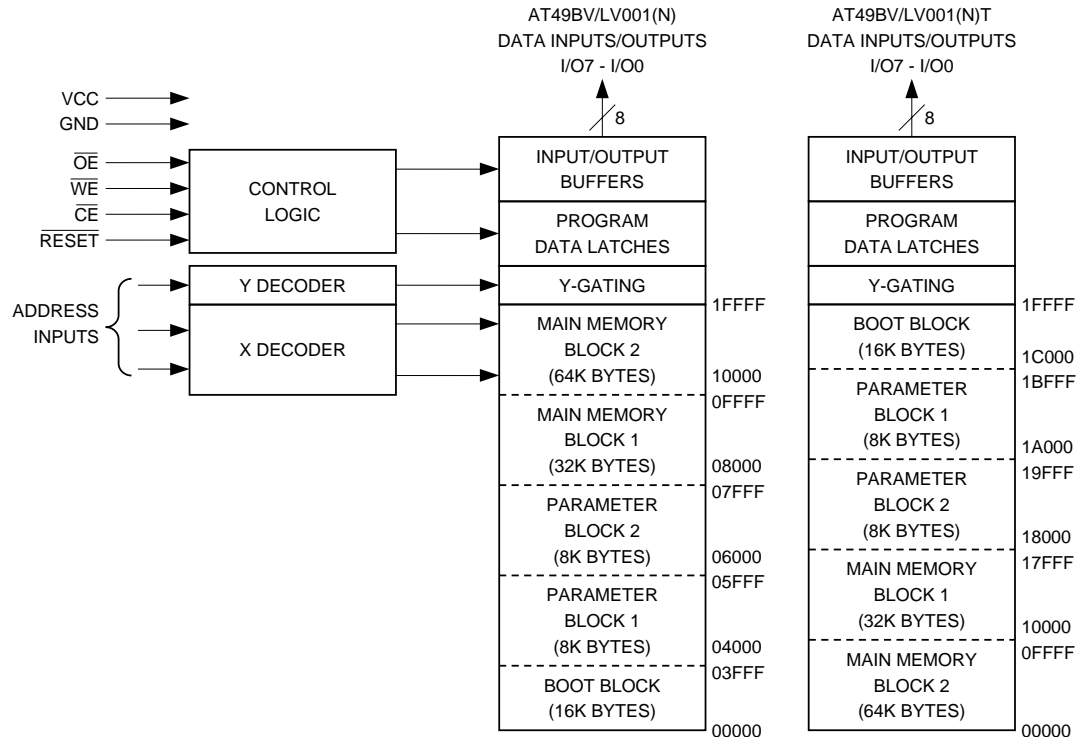 AT49BV/LV001(N)
DATA INPUTS/OUTPUTS
I/O7 - I/O0
8
AT49BV/LV001(N)T
DATA INPUTS/OUTPUTS
I/O7 - I/O0
8
VCC
GND
OE
WE
CE
RESET
ADDRESS
INPUTS
CONTROL
LOGIC
Y DECODER
X DECODER
INPUT/OUTPUT
BUFFERS
PROGRAM
DATA LATCHES
Y-GATING
1FFFF
MAIN MEMORY
BLOCK 2
(64K BYTES)
10000
0FFFF
MAIN MEMORY
BLOCK 1
(32K BYTES)
08000
07FFF
PARAMETER
BLOCK 2
(8K BYTES)
06000
05FFF
PARAMETER
BLOCK 1
(8K BYTES)
04000
03FFF
BOOT BLOCK
(16K BYTES)
00000
INPUT/OUTPUT
BUFFERS
PROGRAM
DATA LATCHES
Y-GATING
1FFFF
BOOT BLOCK
(16K BYTES)
1C000
1BFFF
PARAMETER
BLOCK 1
(8K BYTES)
1A000
19FFF
PARAMETER
BLOCK 2
(8K BYTES)
18000
17FFF
MAIN MEMORY
BLOCK 1
(32K BYTES)
10000
0FFFF
MAIN MEMORY
BLOCK 2
(64K BYTES)
00000